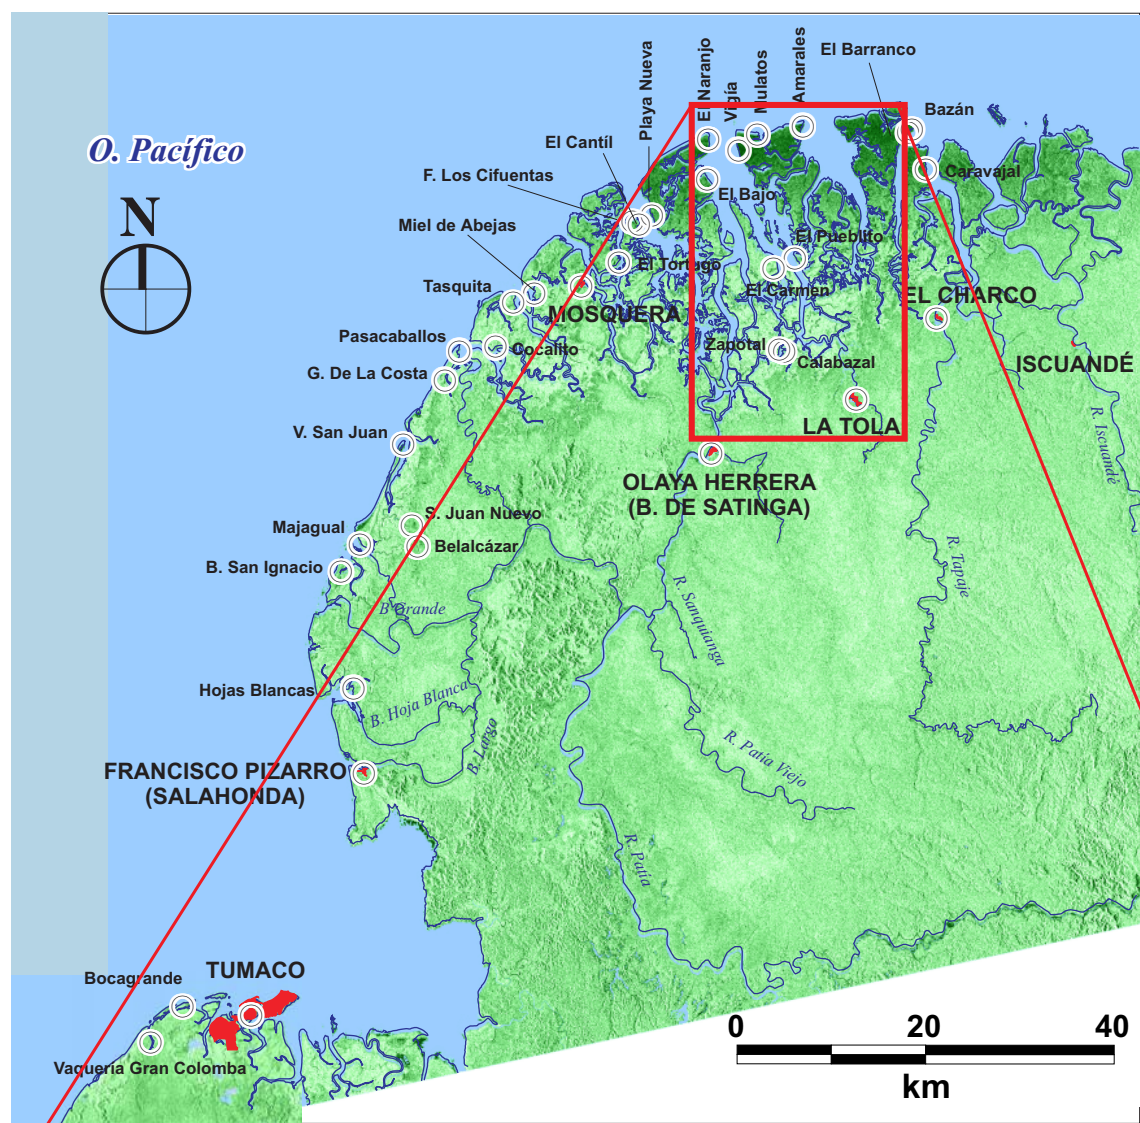 El Barranco
Playa Nueva
El Naranjo
Vigía
Mulatos
Amarales
Bazán
El Cantíl
O. Pacífico
F. Los Cifuentas
Caravajal
El Bajo
N
Miel de Abejas
El Pueblito
El Tortugo
Tasquita
El Carmen
EL CHARCO
MOSQUERA
Pasacaballos
Cocalito
Zapotal
Calabazal
ISCUANDÉ
G. De La Costa
LA TOLA
R. Iscuandé
V. San Juan
OLAYA HERRERA
(B. DE SATINGA)
S. Juan Nuevo
Majagual
Belalcázar
R. Tapaje
B. San Ignacio
B Grande
R. Sanquianga
Hojas Blancas
B. Hoja Blanca
B. Largo
R. Patía Viejo
FRANCISCO PIZARRO
(SALAHONDA)
R. Patía
TUMACO
Bocagrande
Vaquería Gran Colomba
0 20 40
km